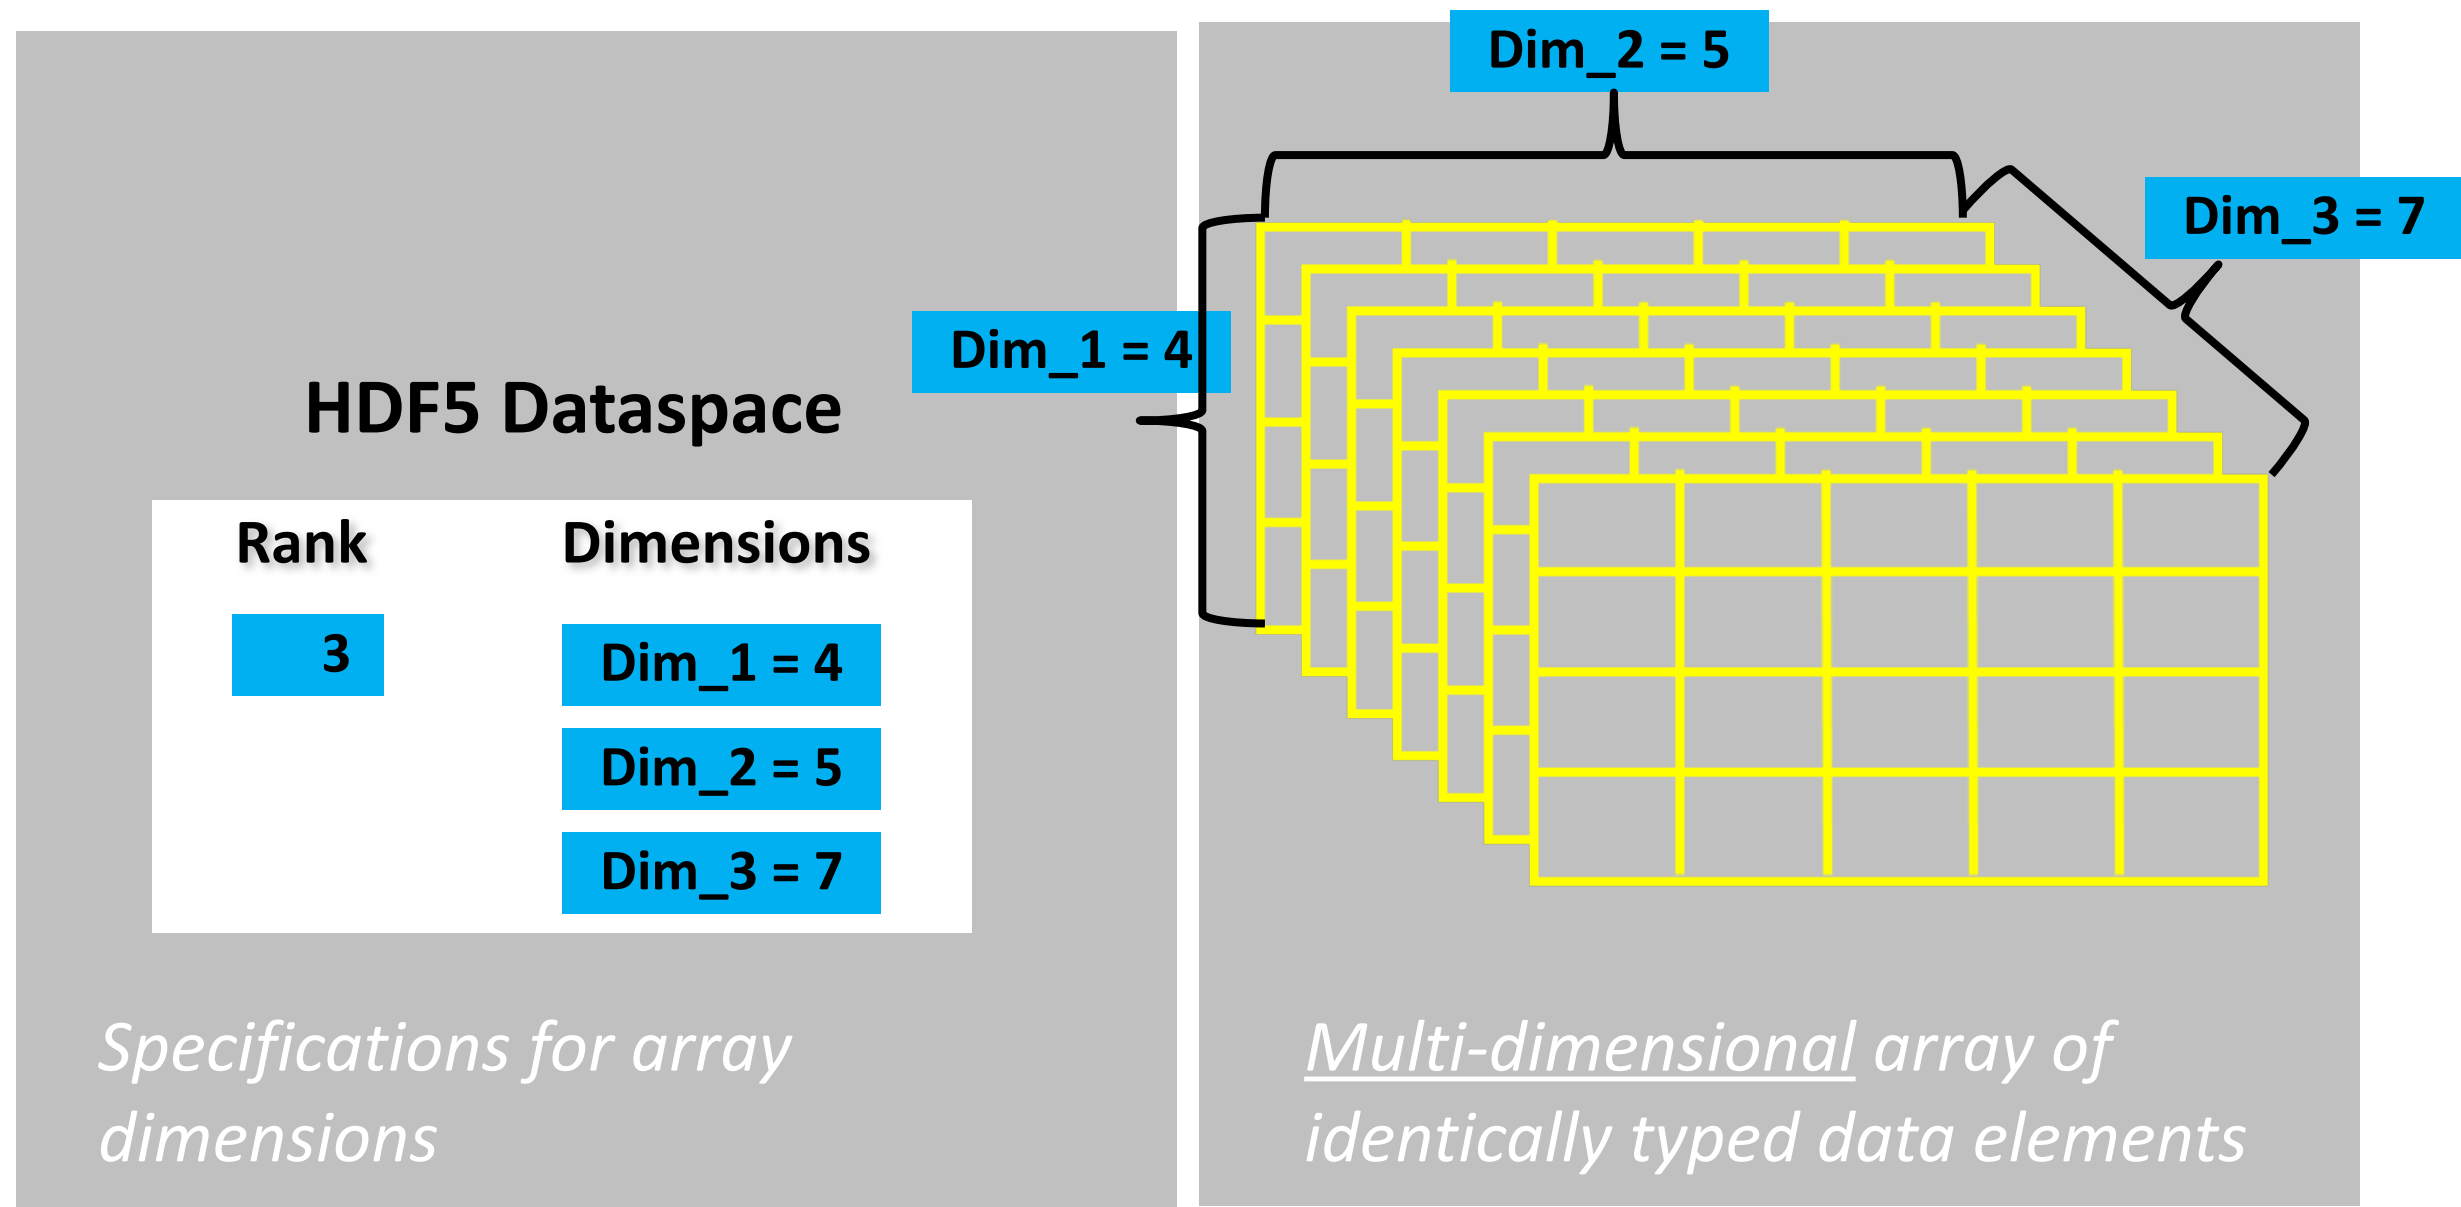 HDF5 Dataspace
Rank
Dimensions
3
Dim_1 = 4
Dim_2 = 5
Dim_3 = 7
Specifications for array
dimensions
Dim_2 = 5
Dim_3 = 7
Dim_1 = 4
Multi-dimensional array of
identically typed data elements